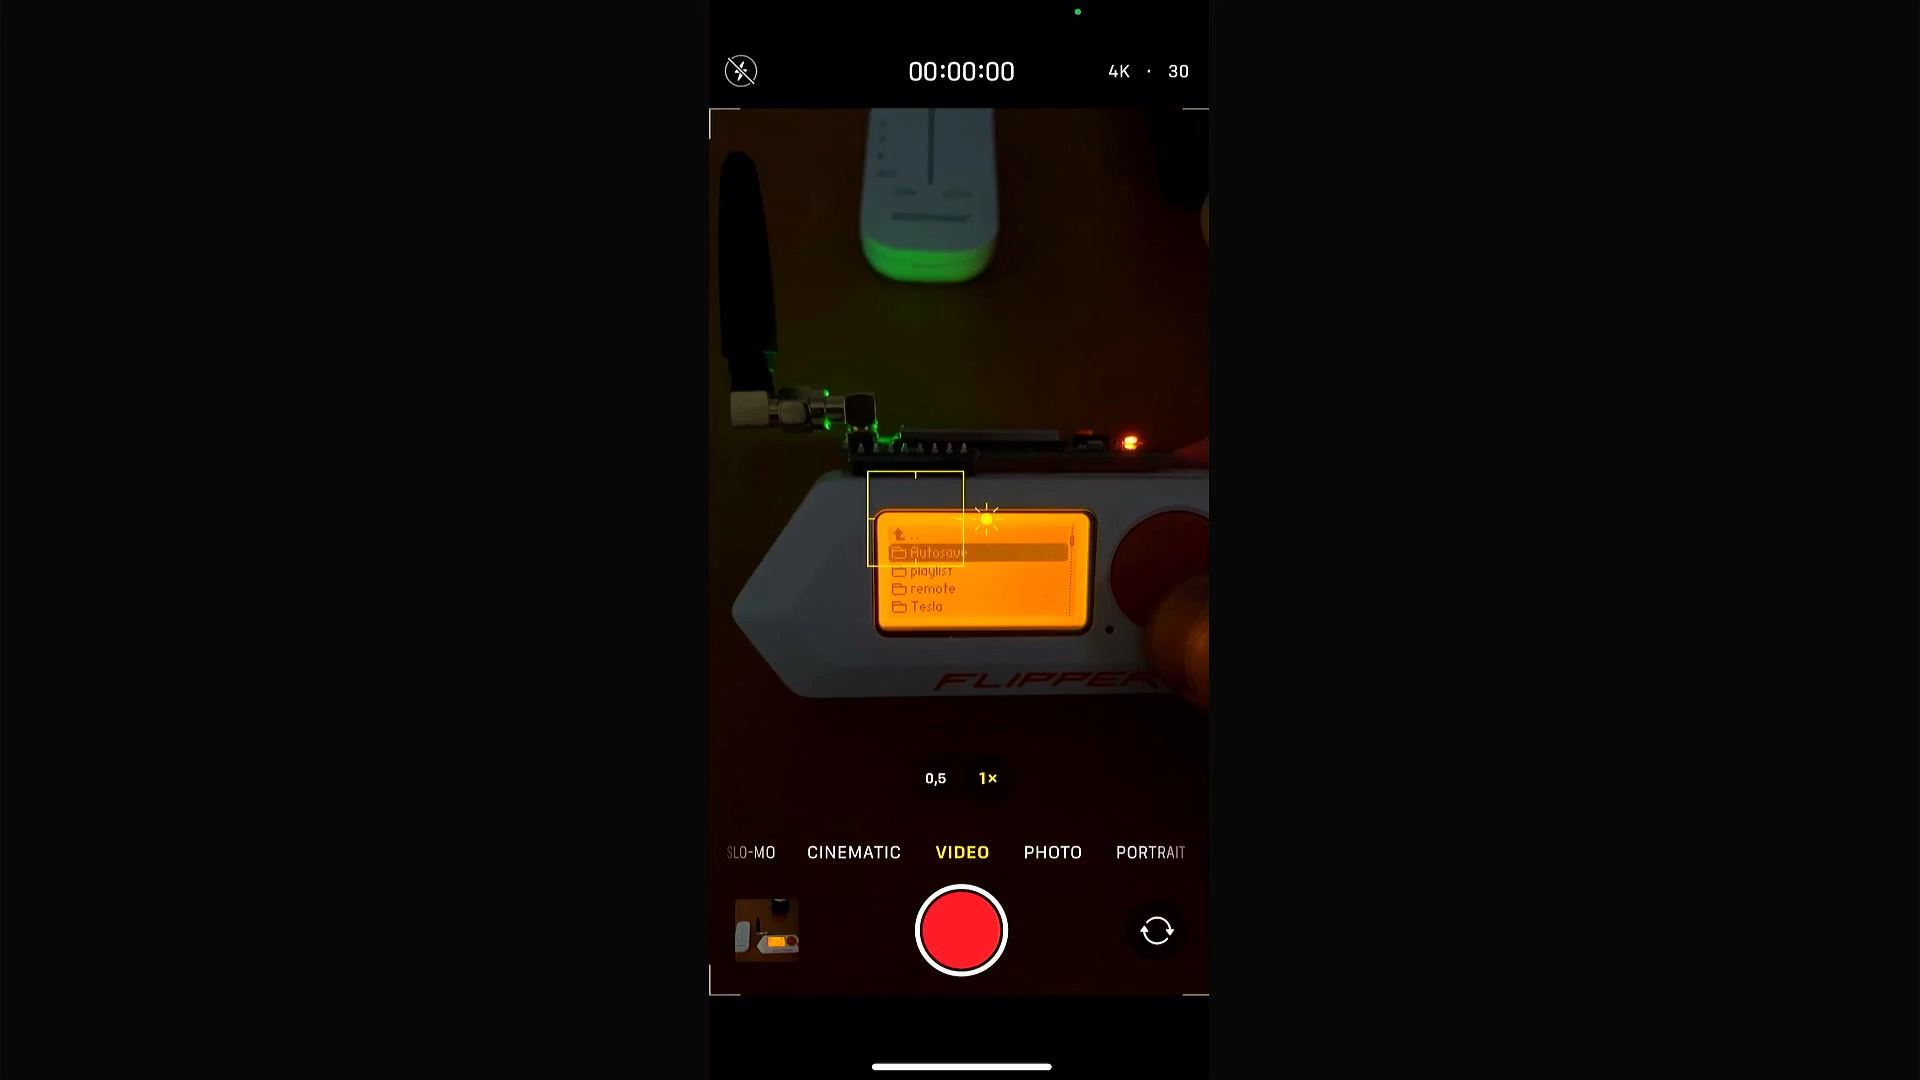 00:00:00
4K · 30
..
Autosave
playlist
remote
Tesla
FLIPPER
0,5 1×
SLO-MO CINEMATIC VIDEO PHOTO PORTRAIT